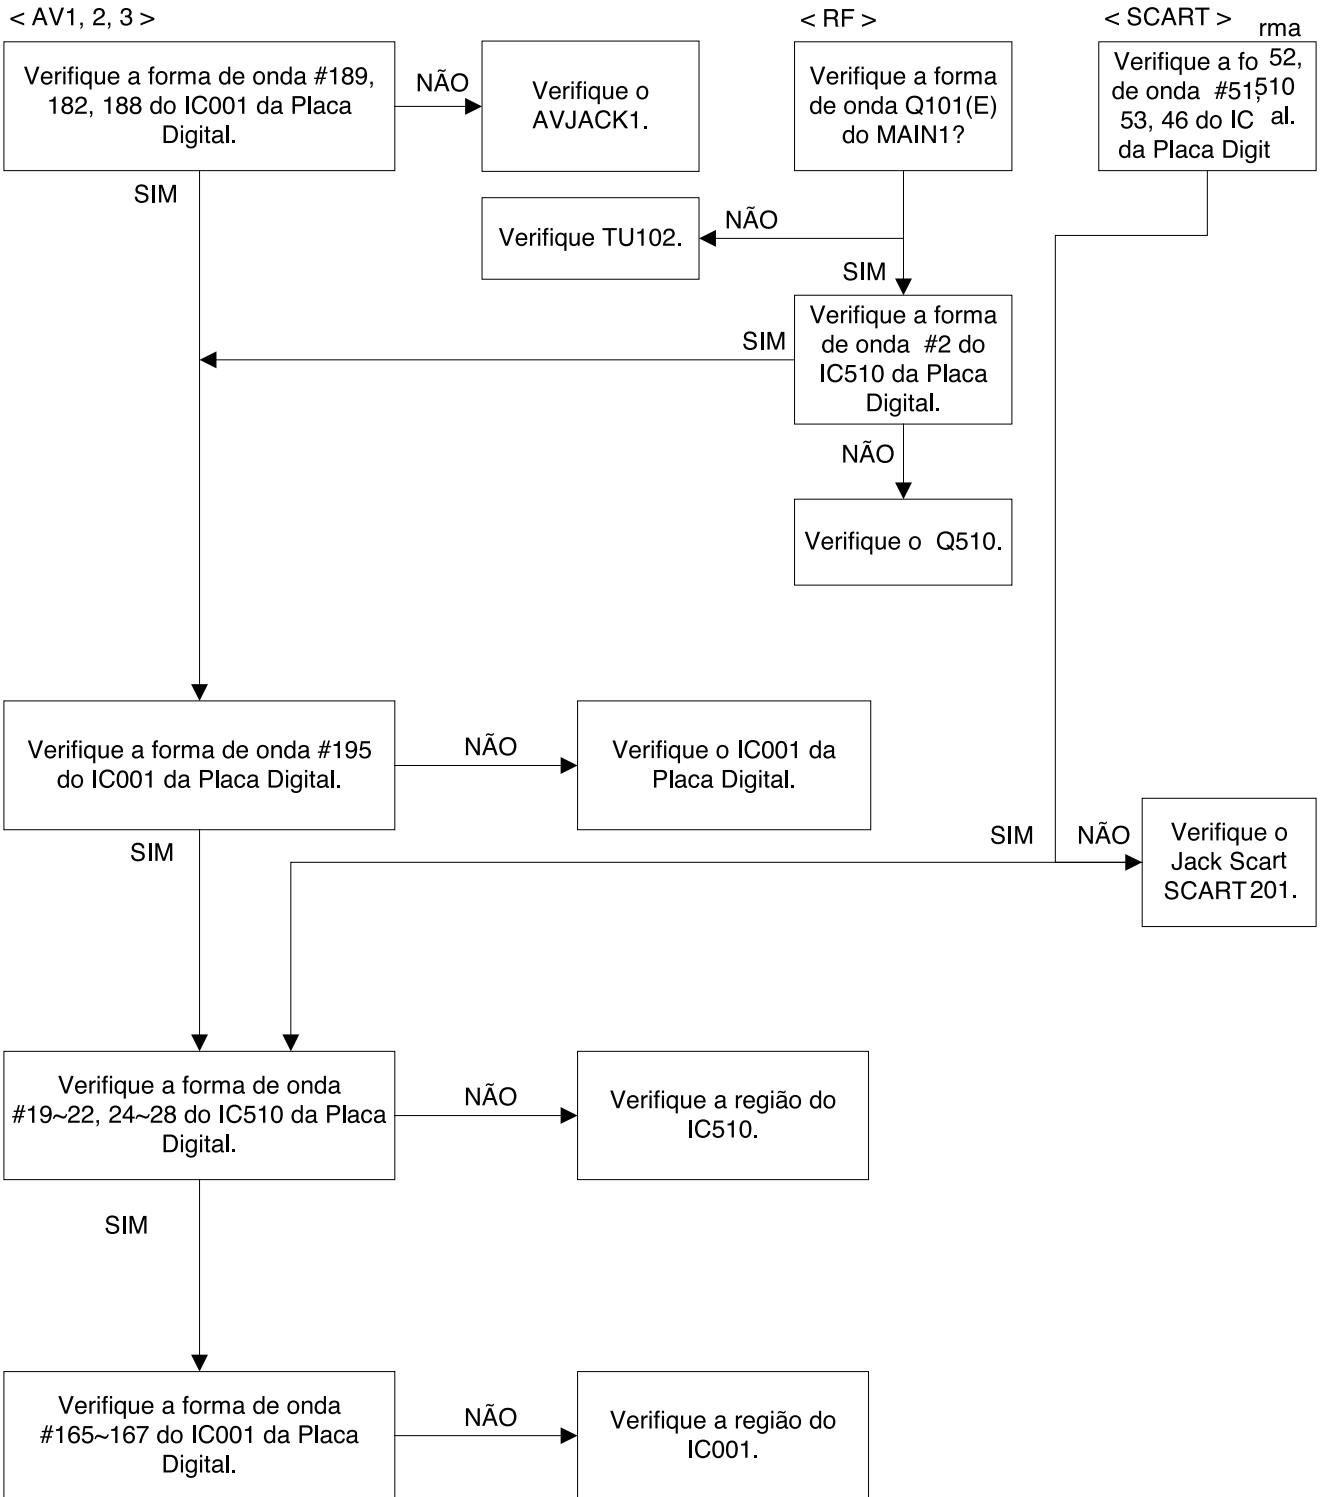 < AV1, 2, 3 >
Verifique a forma de onda #189,
182, 188 do IC001 da Placa
Digital.
NÃO
Verifique o
AVJACK1.
SIM
< RF >
Verifique a forma
de onda Q101(E)
do MAIN1?
NÃO
Verifique TU102.
SIM
Verifique a forma
de onda #2 do
IC510 da Placa
Digital.
SIM
NÃO
Verifique o Q510.
< SCART >
Verifique a forma
de onda #51, 52,
53, 46 do IC510
da Placa Digital.
SIM
NÃO
Verifique o
Jack Scart
SCART201.
Verifique a forma de onda #195
do IC001 da Placa Digital.
NÃO
Verifique o IC001 da
Placa Digital.
SIM
Verifique a forma de onda
#19~22, 24~28 do IC510 da Placa
Digital.
NÃO
Verifique a região do
IC510.
SIM
Verifique a forma de onda
#165~167 do IC001 da Placa
Digital.
NÃO
Verifique a região do
IC001.